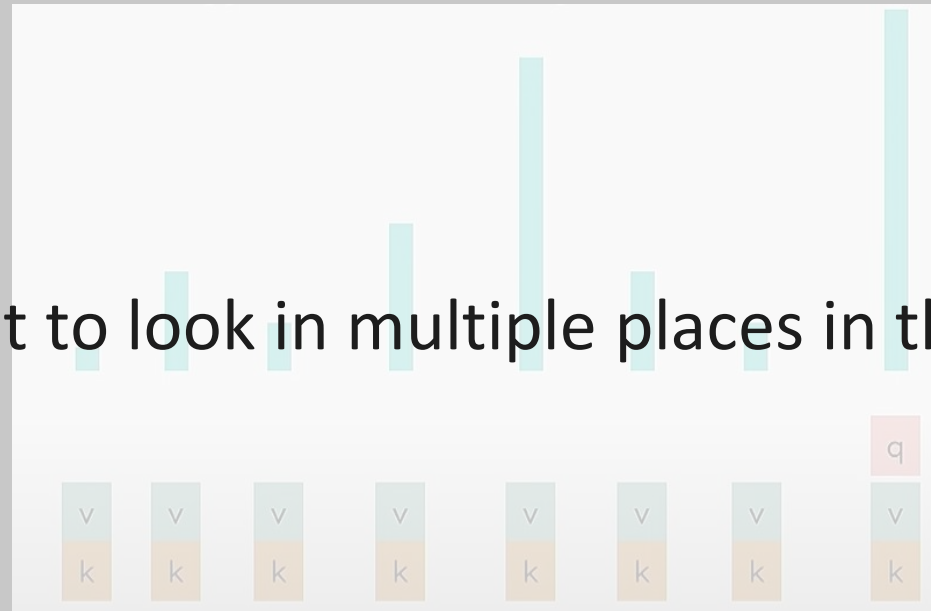 t to look in multiple places in th
q
v v v v v v v v
k k k k k k k k